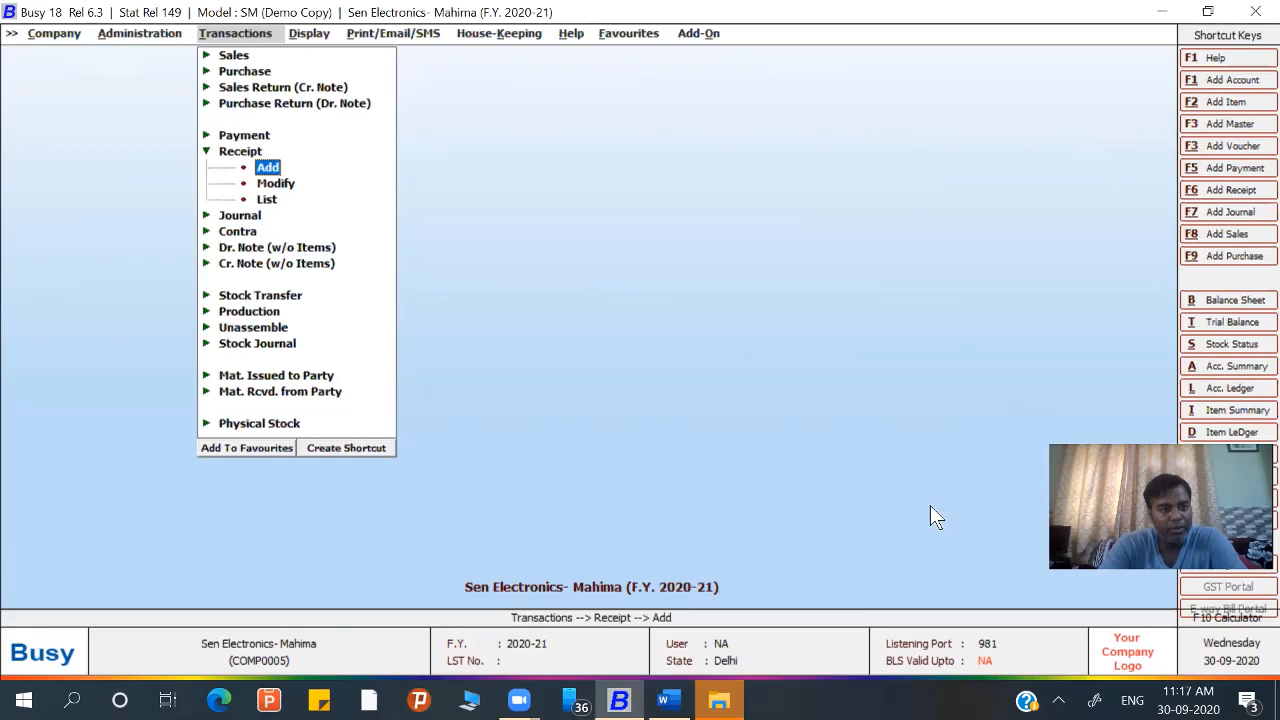 Busy 18 Rel 6.3 | Stat Rel 149 | Model : SM (Demo Copy) | Sen Electronics- Mahima (F.Y. 2020-21)
>> Company Administration Transactions Display Print/Email/SMS House-Keeping Help Favourites Add-On
Shortcut Keys
Sales
Purchase
Sales Return (Cr. Note)
Purchase Return (Dr. Note)
Payment
Receipt
Add
Modify
List
Journal
Contra
Dr. Note (w/o Items)
Cr. Note (w/o Items)
Stock Transfer
Production
Unassemble
Stock Journal
Mat. Issued to Party
Mat. Rcvd. from Party
Physical Stock
Add To Favourites Create Shortcut
F1 Help
F1 Add Account
F2 Add Item
F3 Add Master
F3 Add Voucher
F5 Add Payment
F6 Add Receipt
F7 Add Journal
F8 Add Sales
F9 Add Purchase
B Balance Sheet
T Trial Balance
S Stock Status
A Acc. Summary
L Acc. Ledger
I Item Summary
D Item LeDger
GST Portal
E-way Bill Portal
F10 Calculator
Sen Electronics- Mahima (F.Y. 2020-21)
Transactions --> Receipt --> Add
Busy
Sen Electronics- Mahima
(COMP0005)
F.Y. : 2020-21
LST No. :
User : NA
State : Delhi
Listening Port : 981
BLS Valid Upto : NA
Your
Company
Logo
Wednesday
30-09-2020
36
ENG
11:17 AM
30-09-2020
3